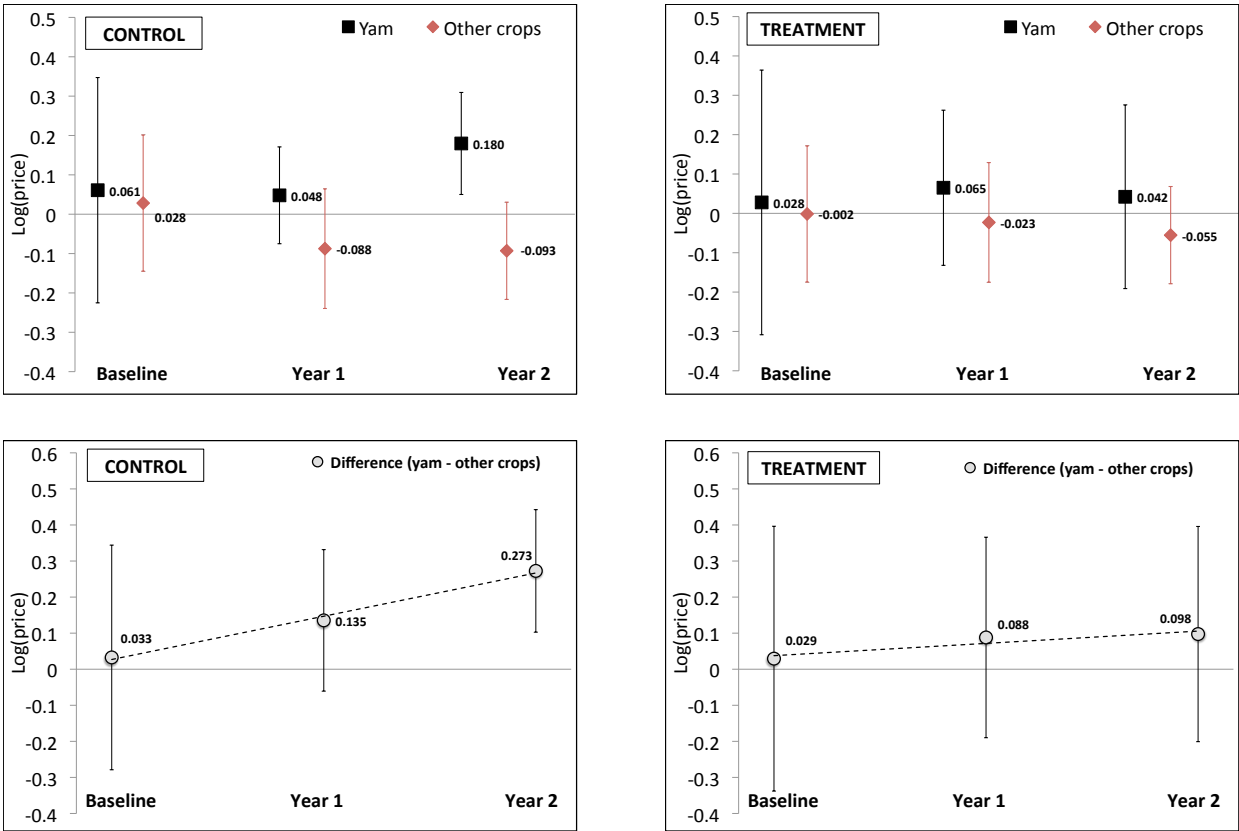 CONTROL
Yam
Other crops
Log(price)
0.5
0.4
0.3
0.2
0.1
0
-0.1
-0.2
-0.3
-0.4
0.061
0.028
0.048
-0.088
0.180
-0.093
Baseline
Year 1
Year 2
TREATMENT
Yam
Other crops
Log(price)
0.5
0.4
0.3
0.2
0.1
0
-0.1
-0.2
-0.3
-0.4
0.028
-0.002
0.065
-0.023
0.042
-0.055
Baseline
Year 1
Year 2
CONTROL
Difference (yam - other crops)
Log(price)
0.6
0.5
0.4
0.3
0.2
0.1
0
-0.1
-0.2
-0.3
-0.4
0.033
0.135
0.273
Baseline
Year 1
Year 2
TREATMENT
Difference (yam - other crops)
Log(price)
0.6
0.5
0.4
0.3
0.2
0.1
0
-0.1
-0.2
-0.3
-0.4
0.029
0.088
0.098
Baseline
Year 1
Year 2